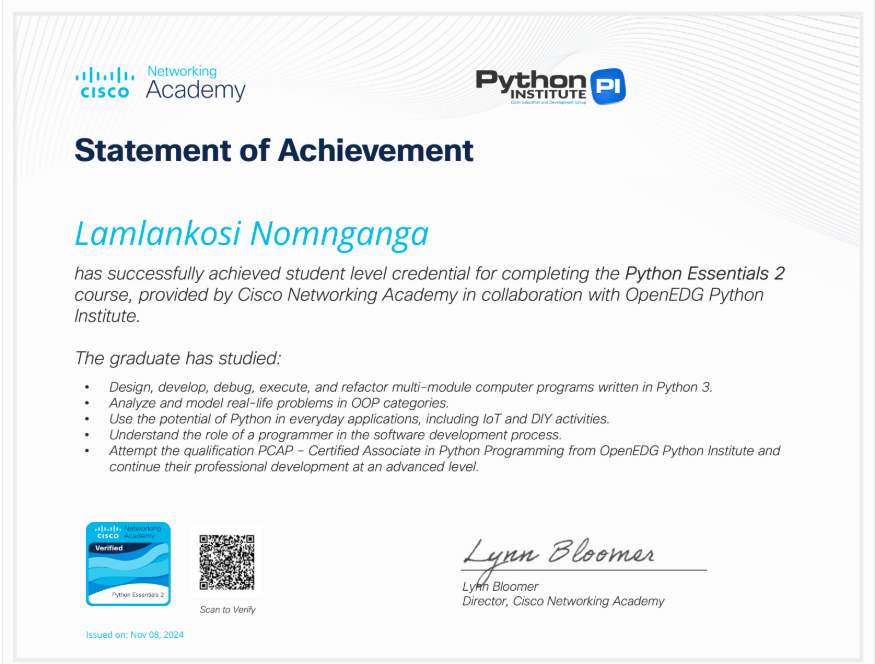 Networking
CISCO Academy
Python
INSTITUTE
PI
Open Education and Development Group
Statement of Achievement
Lamlankosi Nomnganga
has successfully achieved student level credential for completing the Python Essentials 2
course, provided by Cisco Networking Academy in collaboration with OpenEDG Python
Institute.
The graduate has studied:
• Design, develop, debug, execute, and refactor multi-module computer programs written in Python 3.
• Analyze and model real-life problems in OOP categories.
• Use the potential of Python in everyday applications, including IoT and DIY activities.
• Understand the role of a programmer in the software development process.
• Attempt the qualification PCAP – Certified Associate in Python Programming from OpenEDG Python Institute and
continue their professional development at an advanced level.
Networking
CISCO Academy
Verified
Python Essentials 2
Scan to Verify
Lynn Bloomer
Lynn Bloomer
Director, Cisco Networking Academy
Issued on: Nov 08, 2024